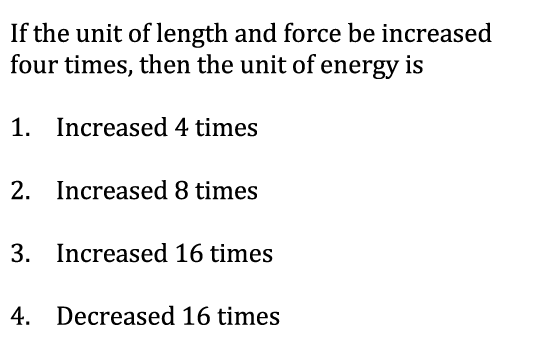 If the unit of length and force be increased
four times, then the unit of energy is
1. Increased 4 times
2. Increased 8 times
3. Increased 16 times
4. Decreased 16 times